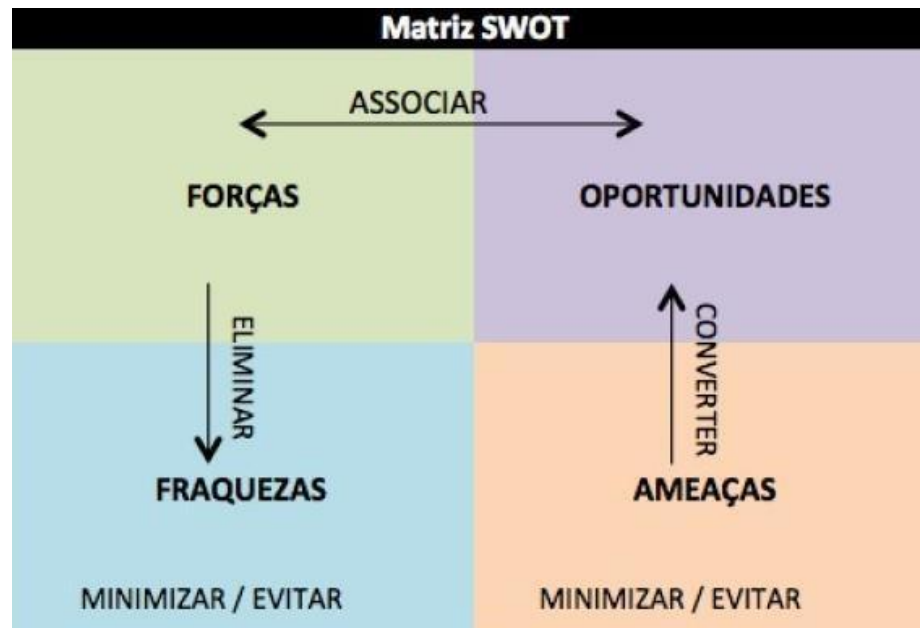 Matriz SWOT
ASSOCIAR
FORÇAS
OPORTUNIDADES
ELIMINAR
CONVERTER
FRAQUEZAS
AMEAÇAS
MINIMIZAR / EVITAR
MINIMIZAR / EVITAR